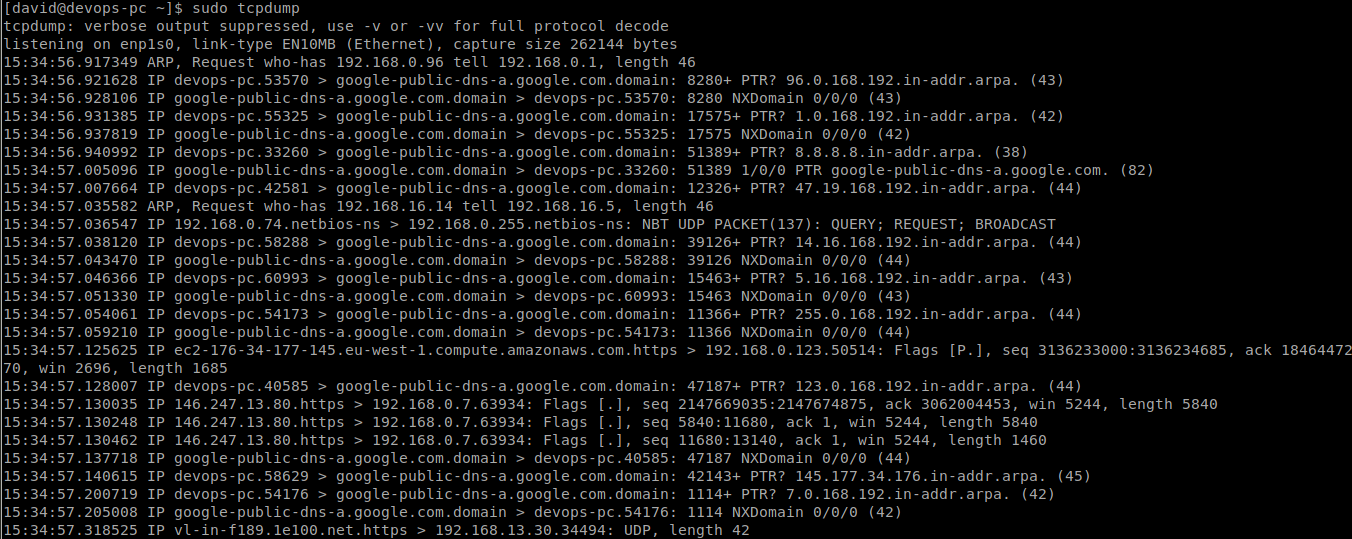 [david@devops-pc ~]$ sudo tcpdump
tcpdump: verbose output suppressed, use -v or -vv for full protocol decode
listening on enp1s0, link-type EN10MB (Ethernet), capture size 262144 bytes
15:34:56.917349 ARP, Request who-has 192.168.0.96 tell 192.168.0.1, length 46
15:34:56.921628 IP devops-pc.53570 > google-public-dns-a.google.com.domain: 8280+ PTR? 96.0.168.192.in-addr.arpa. (43)
15:34:56.928106 IP google-public-dns-a.google.com.domain > devops-pc.53570: 8280 NXDomain 0/0/0 (43)
15:34:56.931385 IP devops-pc.55325 > google-public-dns-a.google.com.domain: 17575+ PTR? 1.0.168.192.in-addr.arpa. (42)
15:34:56.937819 IP google-public-dns-a.google.com.domain > devops-pc.55325: 17575 NXDomain 0/0/0 (42)
15:34:56.940992 IP devops-pc.33260 > google-public-dns-a.google.com.domain: 51389+ PTR? 8.8.8.8.in-addr.arpa. (38)
15:34:57.005096 IP google-public-dns-a.google.com.domain > devops-pc.33260: 51389 1/0/0 PTR google-public-dns-a.google.com. (82)
15:34:57.007664 IP devops-pc.42581 > google-public-dns-a.google.com.domain: 12326+ PTR? 47.19.168.192.in-addr.arpa. (44)
15:34:57.035582 ARP, Request who-has 192.168.16.14 tell 192.168.16.5, length 46
15:34:57.036547 IP 192.168.0.74.netbios-ns > 192.168.0.255.netbios-ns: NBT UDP PACKET(137): QUERY; REQUEST; BROADCAST
15:34:57.038120 IP devops-pc.58288 > google-public-dns-a.google.com.domain: 39126+ PTR? 14.16.168.192.in-addr.arpa. (44)
15:34:57.043470 IP google-public-dns-a.google.com.domain > devops-pc.58288: 39126 NXDomain 0/0/0 (44)
15:34:57.046366 IP devops-pc.60993 > google-public-dns-a.google.com.domain: 15463+ PTR? 5.16.168.192.in-addr.arpa. (43)
15:34:57.051330 IP google-public-dns-a.google.com.domain > devops-pc.60993: 15463 NXDomain 0/0/0 (43)
15:34:57.054061 IP devops-pc.54173 > google-public-dns-a.google.com.domain: 11366+ PTR? 255.0.168.192.in-addr.arpa. (44)
15:34:57.059210 IP google-public-dns-a.google.com.domain > devops-pc.54173: 11366 NXDomain 0/0/0 (44)
15:34:57.125625 IP ec2-176-34-177-145.eu-west-1.compute.amazonaws.com.https > 192.168.0.123.50514: Flags [P.], seq 3136233000:3136234685, ack 18464472
70, win 2696, length 1685
15:34:57.128007 IP devops-pc.40585 > google-public-dns-a.google.com.domain: 47187+ PTR? 123.0.168.192.in-addr.arpa. (44)
15:34:57.130035 IP 146.247.13.80.https > 192.168.0.7.63934: Flags [.], seq 2147669035:2147674875, ack 3062004453, win 5244, length 5840
15:34:57.130248 IP 146.247.13.80.https > 192.168.0.7.63934: Flags [.], seq 5840:11680, ack 1, win 5244, length 5840
15:34:57.130462 IP 146.247.13.80.https > 192.168.0.7.63934: Flags [.], seq 11680:13140, ack 1, win 5244, length 1460
15:34:57.137718 IP google-public-dns-a.google.com.domain > devops-pc.40585: 47187 NXDomain 0/0/0 (44)
15:34:57.140615 IP devops-pc.58629 > google-public-dns-a.google.com.domain: 42143+ PTR? 145.177.34.176.in-addr.arpa. (45)
15:34:57.200719 IP devops-pc.54176 > google-public-dns-a.google.com.domain: 1114+ PTR? 7.0.168.192.in-addr.arpa. (42)
15:34:57.205008 IP google-public-dns-a.google.com.domain > devops-pc.54176: 1114 NXDomain 0/0/0 (42)
15:34:57.318525 IP vl-in-f189.1e100.net.https > 192.168.13.30.34494: UDP, length 42